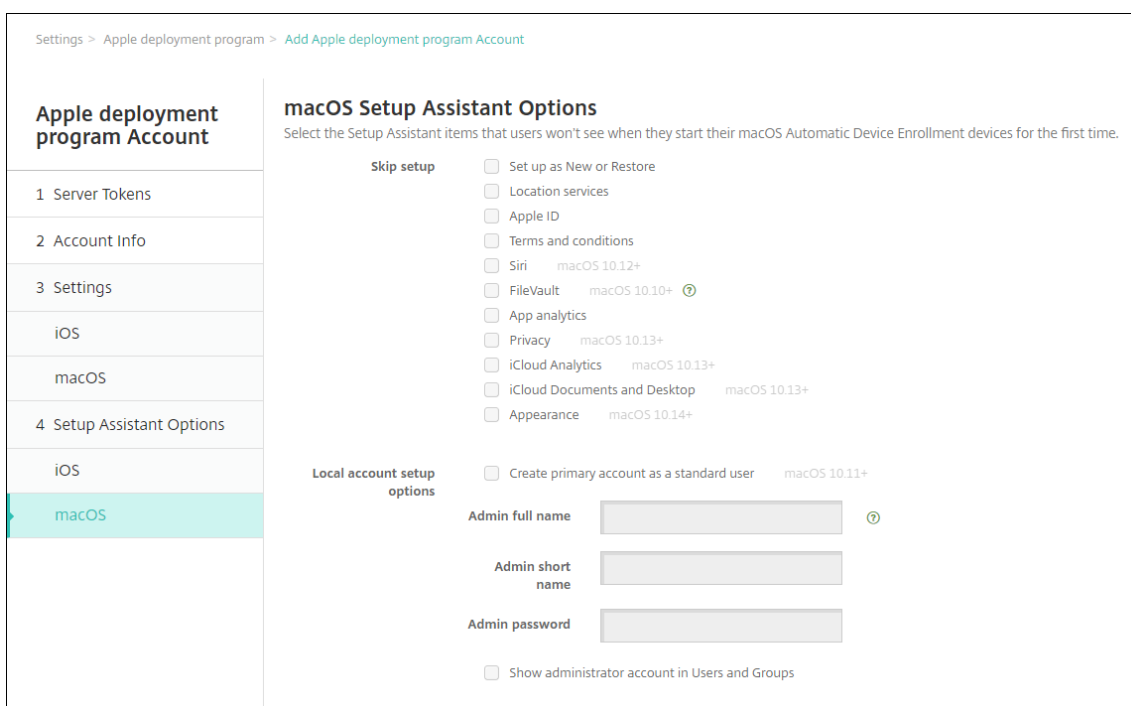 Settings > Apple deployment program > Add Apple deployment program Account
Apple deployment
program Account
1 Server Tokens
2 Account Info
3 Settings
iOS
macOS
4 Setup Assistant Options
iOS
macOS
macOS Setup Assistant Options
Select the Setup Assistant items that users won't see when they start their macOS Automatic Device Enrollment devices for the first time.
Skip setup
Set up as New or Restore
Location services
Apple ID
Terms and conditions
Siri macOS 10.12+
FileVault macOS 10.10+ ?
App analytics
Privacy macOS 10.13+
iCloud Analytics macOS 10.13+
iCloud Documents and Desktop macOS 10.13+
Appearance macOS 10.14+
Local account setup
options
Create primary account as a standard user macOS 10.11+
Admin full name ?
Admin short
name
Admin password
Show administrator account in Users and Groups